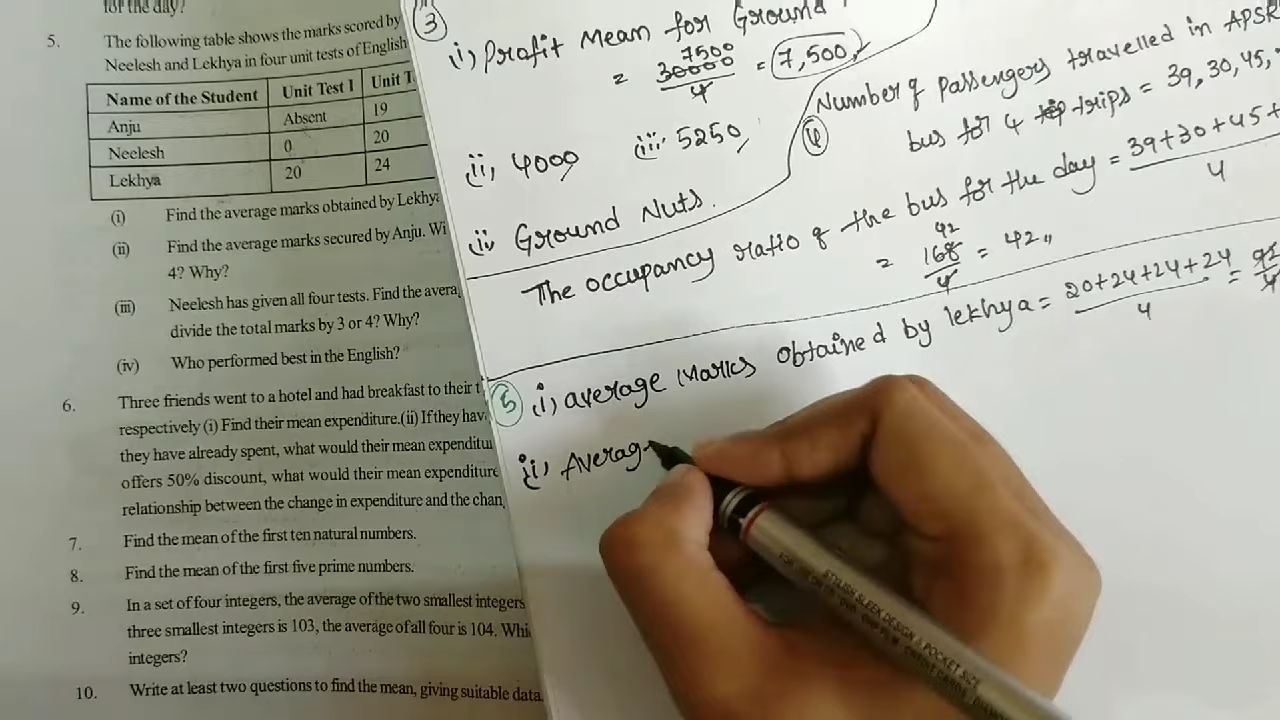 for the day?
5. The following table shows the marks scored by
Neelesh and Lekhya in four unit tests of English
Name of the Student Unit Test I Unit T
Anju Absent 19
Neelesh 0 20
Lekhya 20 24
(i) Find the average marks obtained by Lekhya
(ii) Find the average marks secured by Anju. Wi
4? Why?
(iii) Neelesh has given all four tests. Find the avera
divide the total marks by 3 or 4? Why?
(iv) Who performed best in the English?
6. Three friends went to a hotel and had breakfast to their t
respectively (i) Find their mean expenditure.(ii) If they hav
they have already spent, what would their mean expenditu
offers 50% discount, what would their mean expenditure
relationship between the change in expenditure and the chan
7. Find the mean of the first ten natural numbers.
8. Find the mean of the first five prime numbers.
9. In a set of four integers, the average of the two smallest integers
three smallest integers is 103, the average of all four is 104. Whi
integers?
10. Write at least two questions to find the mean, giving suitable data.
3
i) Profit Mean for Ground
7500
= 30000 = 7,500
4
ii, 4000 iii 5250
iv Ground Nuts.
4 Number of passengers travelled in APSR
bus for 4 trips = 39, 30, 45,
The occupancy ratio of the bus for the day = 39+30+45+
4
42
= 168 = 42
4
5 i) average Marks obtained by lekhya = 20+24+24+24 = 92
4 4
ii) Averag